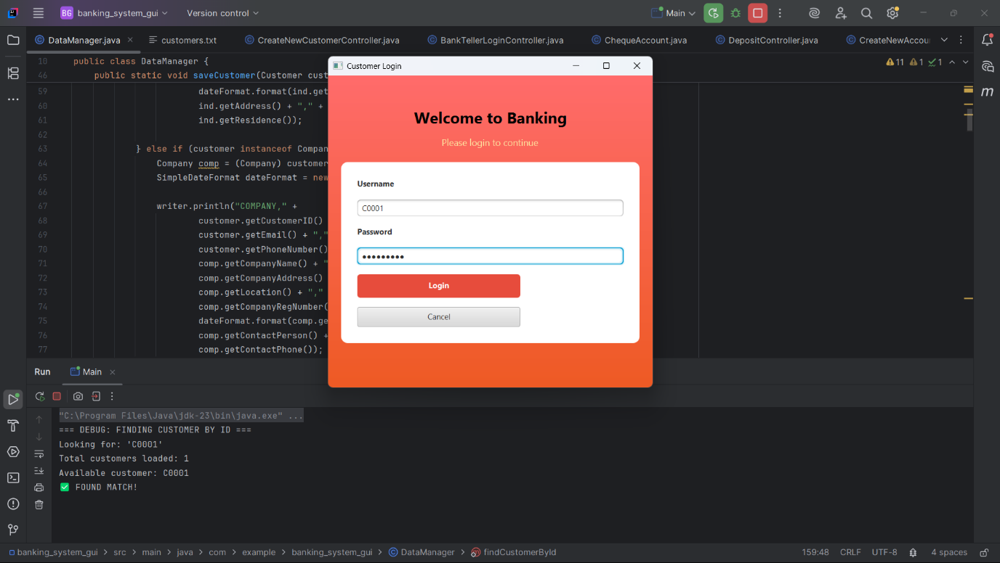 BG banking_system_gui Version control Main
DataManager.java customers.txt CreateNewCustomerController.java BankTellerLoginController.java ChequeAccount.java DepositController.java CreateNewAccou
10 public class DataManager { 11 1 1
46 public static void saveCustomer(Customer cust
59 dateFormat.format(ind.get
60 ind.getAddress() + "," +
61 ind.getResidence());
62
63 } else if (customer instanceof Compan
64 Company comp = (Company) customer
65 SimpleDateFormat dateFormat = new
66
67 writer.println("COMPANY," +
68 customer.getCustomerID()
69 customer.getEmail() + ","
70 customer.getPhoneNumber()
71 comp.getCompanyName() + "
72 comp.getCompanyAddress()
73 comp.getLocation() + ","
74 comp.getCompanyRegNumber(
75 dateFormat.format(comp.ge
76 comp.getContactPerson() +
77 comp.getContactPhone());
Customer Login
Welcome to Banking
Please login to continue
Username
C0001
Password
•••••••••
Login
Cancel
Run Main
"C:\Program Files\Java\jdk-23\bin\java.exe" ...
=== DEBUG: FINDING CUSTOMER BY ID ===
Looking for: 'C0001'
Total customers loaded: 1
Available customer: C0001
✅ FOUND MATCH!
banking_system_gui > src > main > java > com > example > banking_system_gui > DataManager > findCustomerById 159:48 CRLF UTF-8 4 spaces